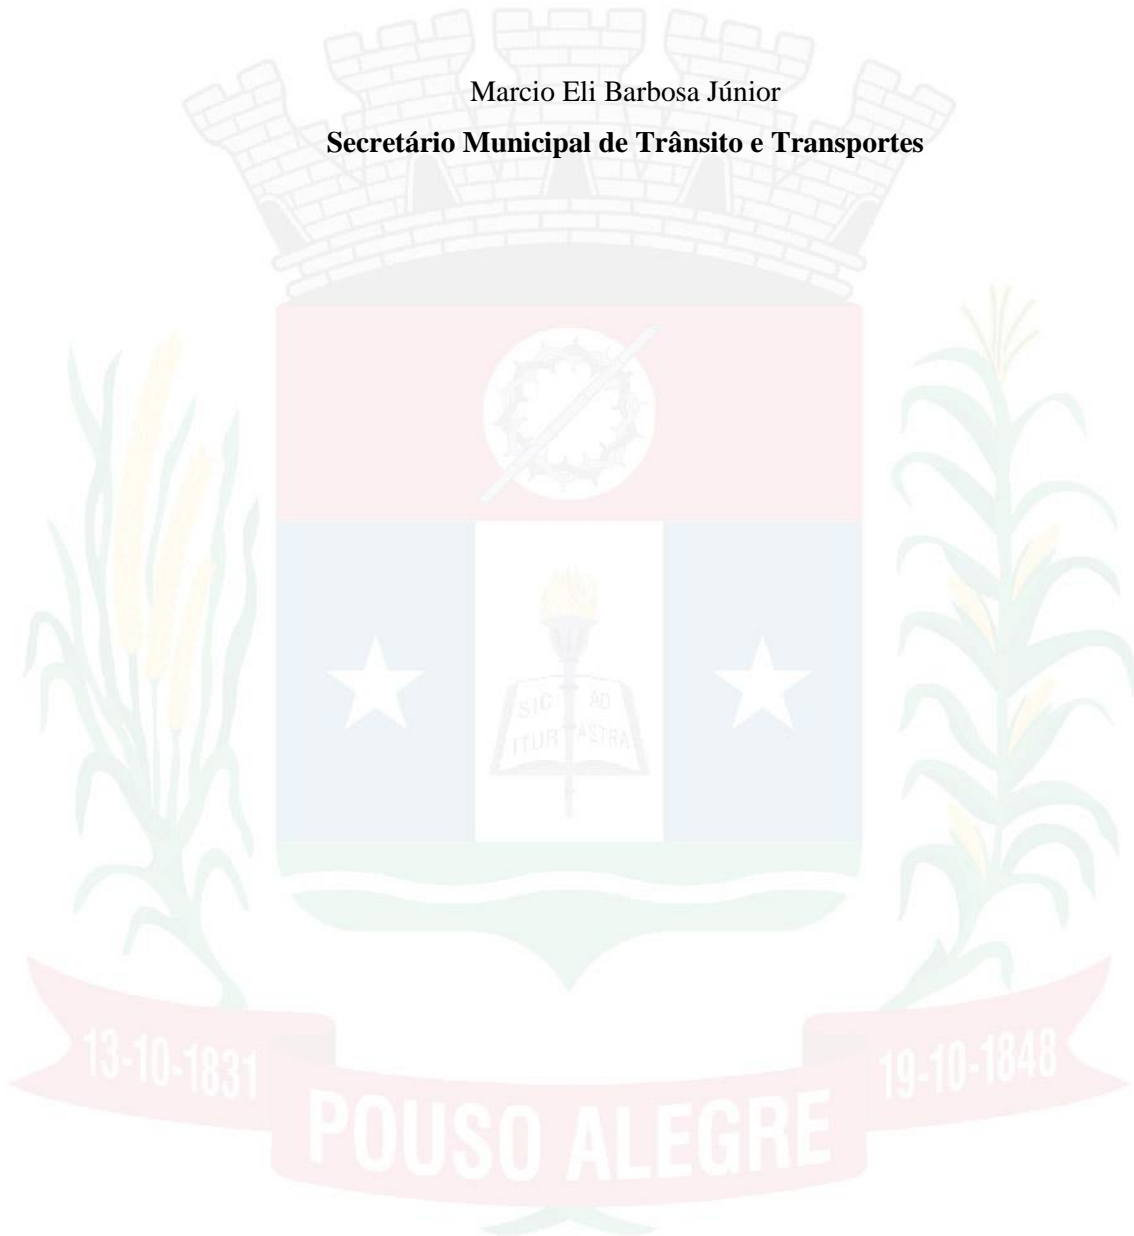 Marcio Eli Barbosa Júnior
Secretário Municipal de Trânsito e Transportes
SIC AD
ITUR ASTRA
13-10-1831
19-10-1848
POUSO ALEGRE